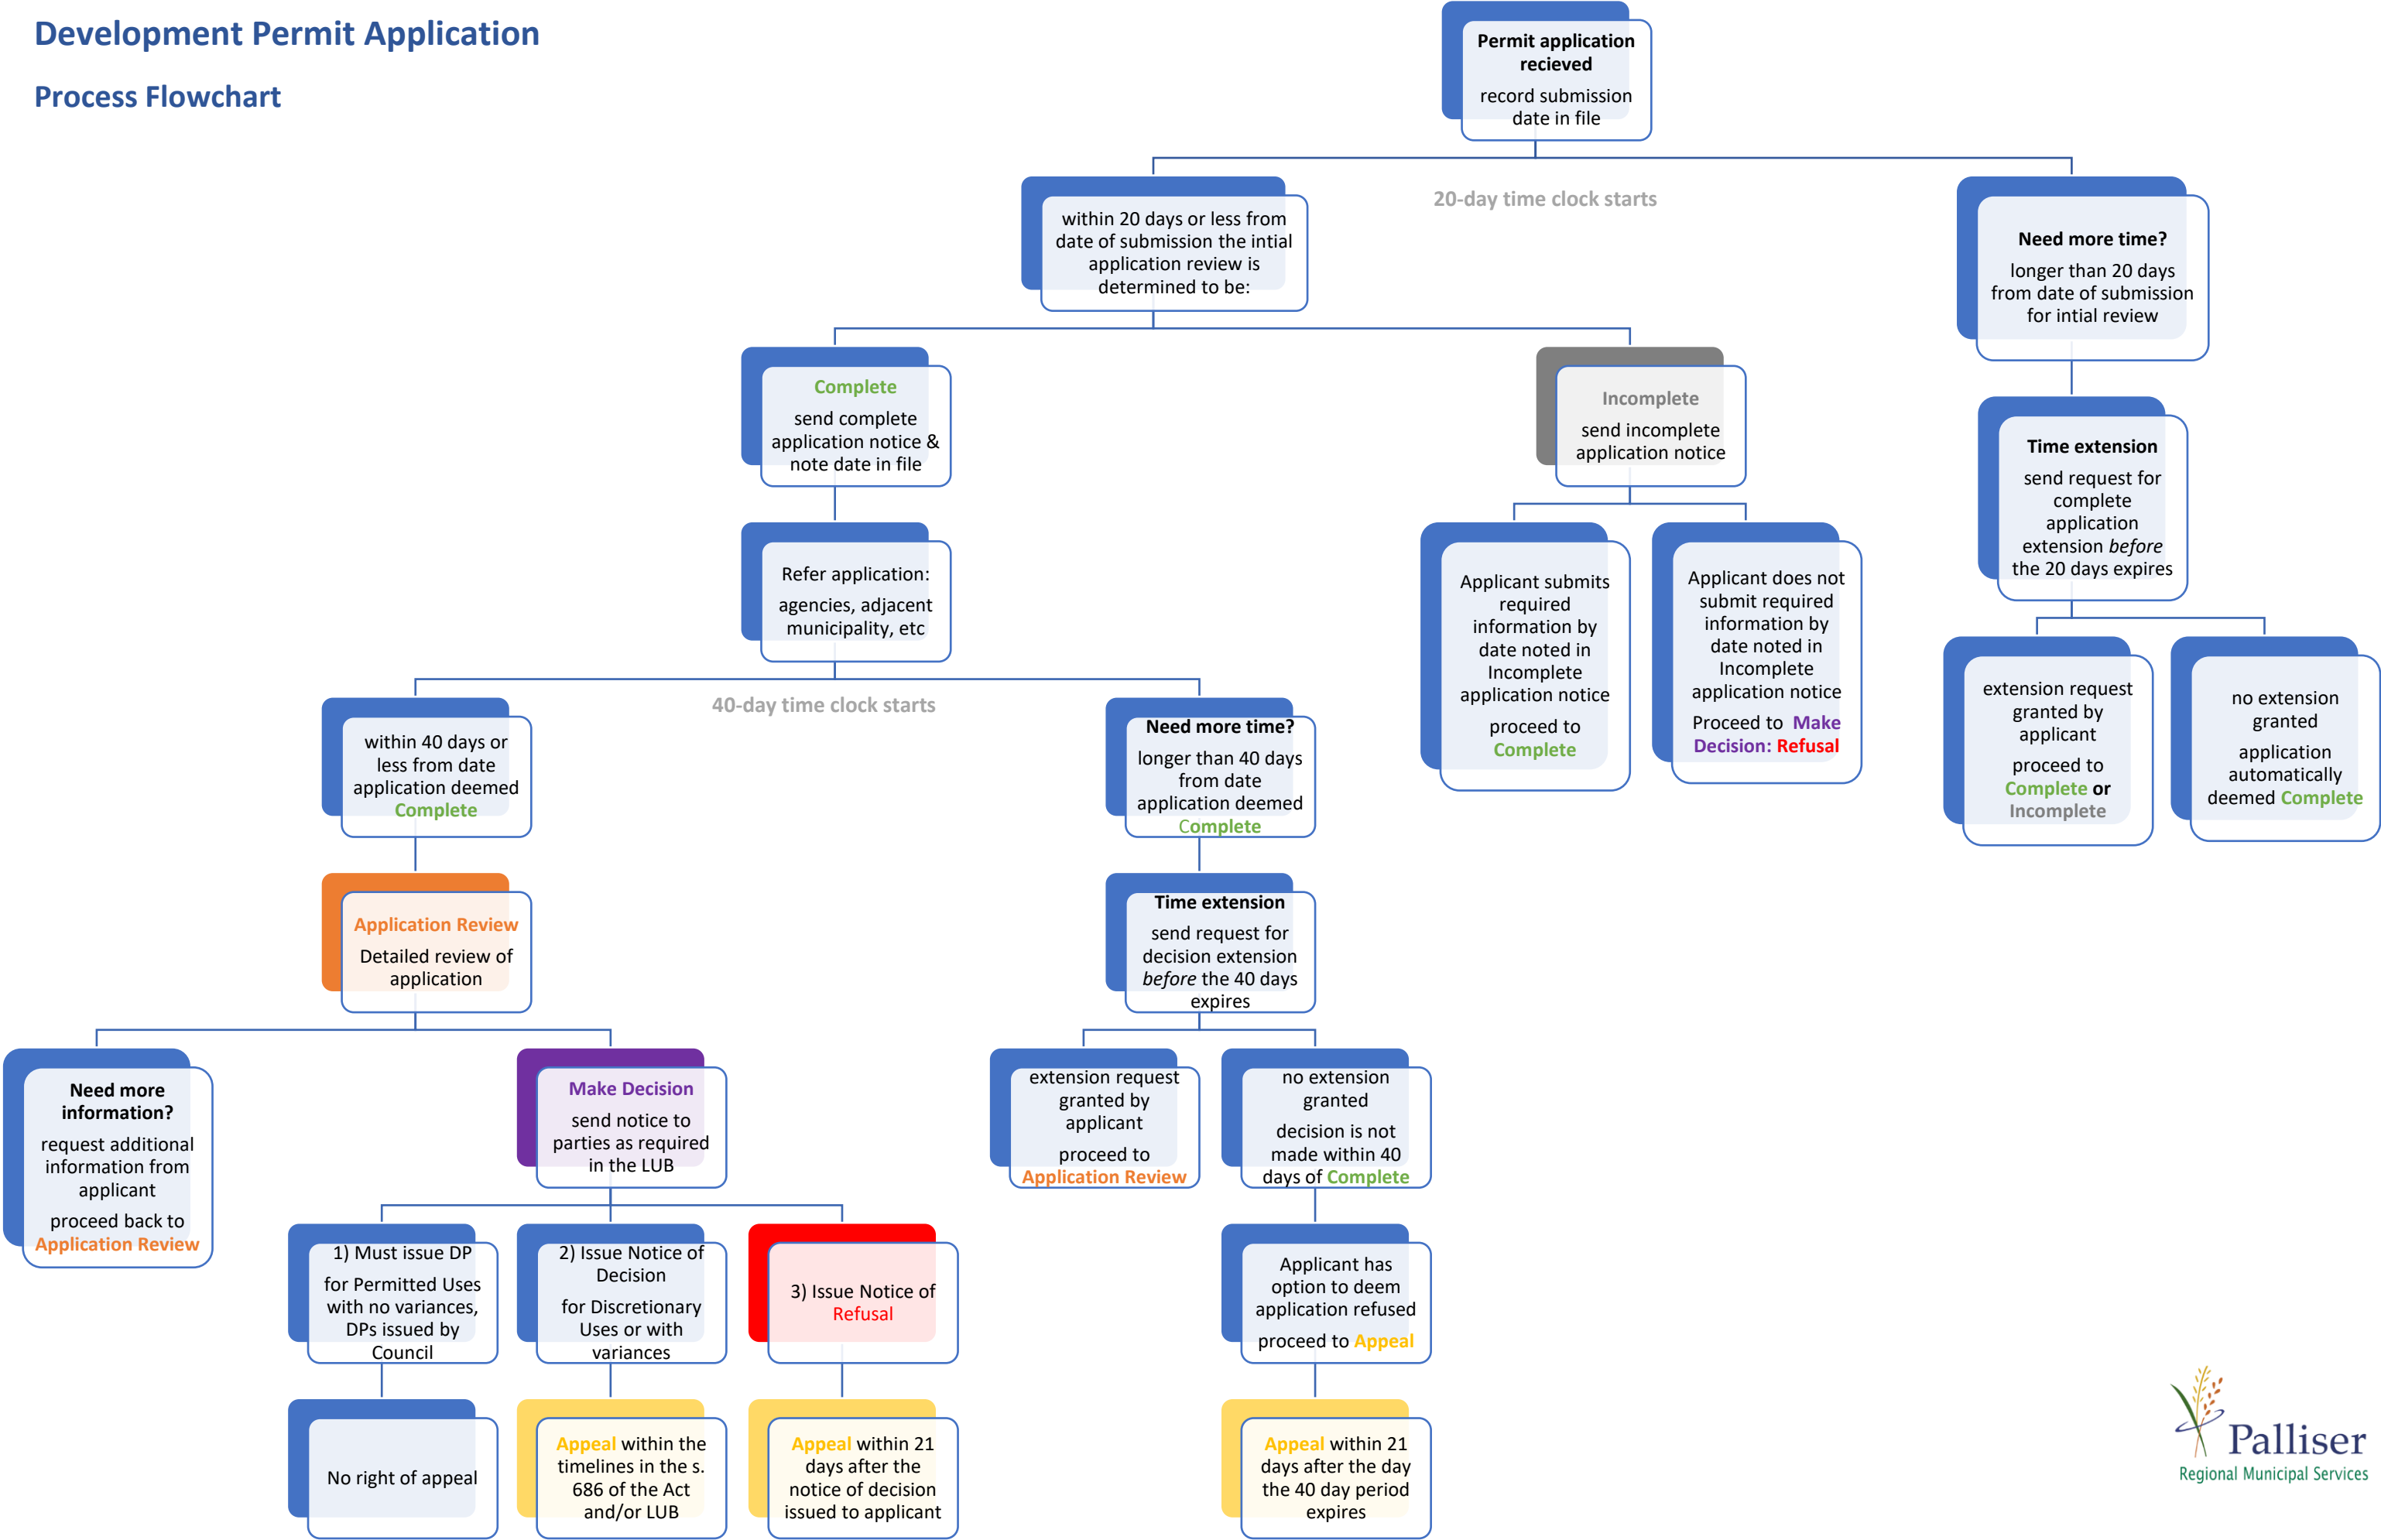 Development Permit Application
Process Flowchart
Permit application
recieved
record submission
date in file
20-day time clock starts
within 20 days or less from
date of submission the intial
application review is
determined to be:
Need more time?
longer than 20 days
from date of submission
for intial review
Complete
send complete
application notice &
note date in file
Incomplete
send incomplete
application notice
Time extension
send request for
complete
application
extension before
the 20 days expires
Refer application:
agencies, adjacent
municipality, etc
Applicant submits
required
information by
date noted in
Incomplete
application notice
proceed to
Complete
Applicant does not
submit required
information by
date noted in
Incomplete
application notice
Proceed to Make
Decision: Refusal
extension request
granted by
applicant
proceed to
Complete or
Incomplete
no extension
granted
application
automatically
deemed Complete
40-day time clock starts
within 40 days or
less from date
application deemed
Complete
Need more time?
longer than 40 days
from date
application deemed
Complete
Application Review
Detailed review of
application
Time extension
send request for
decision extension
before the 40 days
expires
Need more
information?
request additional
information from
applicant
proceed back to
Application Review
Make Decision
send notice to
parties as required
in the LUB
extension request
granted by
applicant
proceed to
Application Review
no extension
granted
decision is not
made within 40
days of Complete
1) Must issue DP
for Permitted Uses
with no variances,
DPs issued by
Council
2) Issue Notice of
Decision
for Discretionary
Uses or with
variances
3) Issue Notice of
Refusal
Applicant has
option to deem
application refused
proceed to Appeal
No right of appeal
Appeal within the
timelines in the s.
686 of the Act
and/or LUB
Appeal within 21
days after the
notice of decision
issued to applicant
Appeal within 21
days after the day
the 40 day period
expires
Palliser
Regional Municipal Services